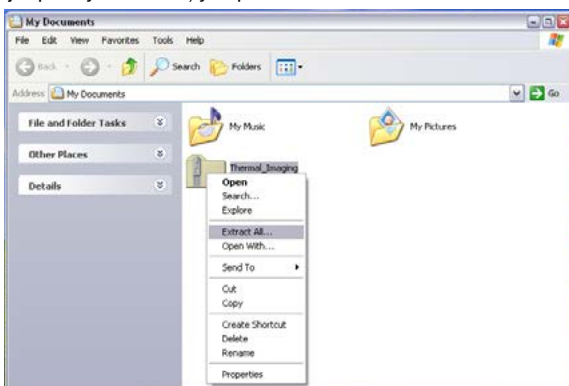 My Documents
File Edit View Favorites Tools Help
Back Search Folders
Address My Documents Go
File and Folder Tasks
Other Places
Details
My Music
My Pictures
Thermal_Imaging
Open
Search...
Explore
Extract All...
Open With...
Send To
Cut
Copy
Create Shortcut
Delete
Rename
Properties